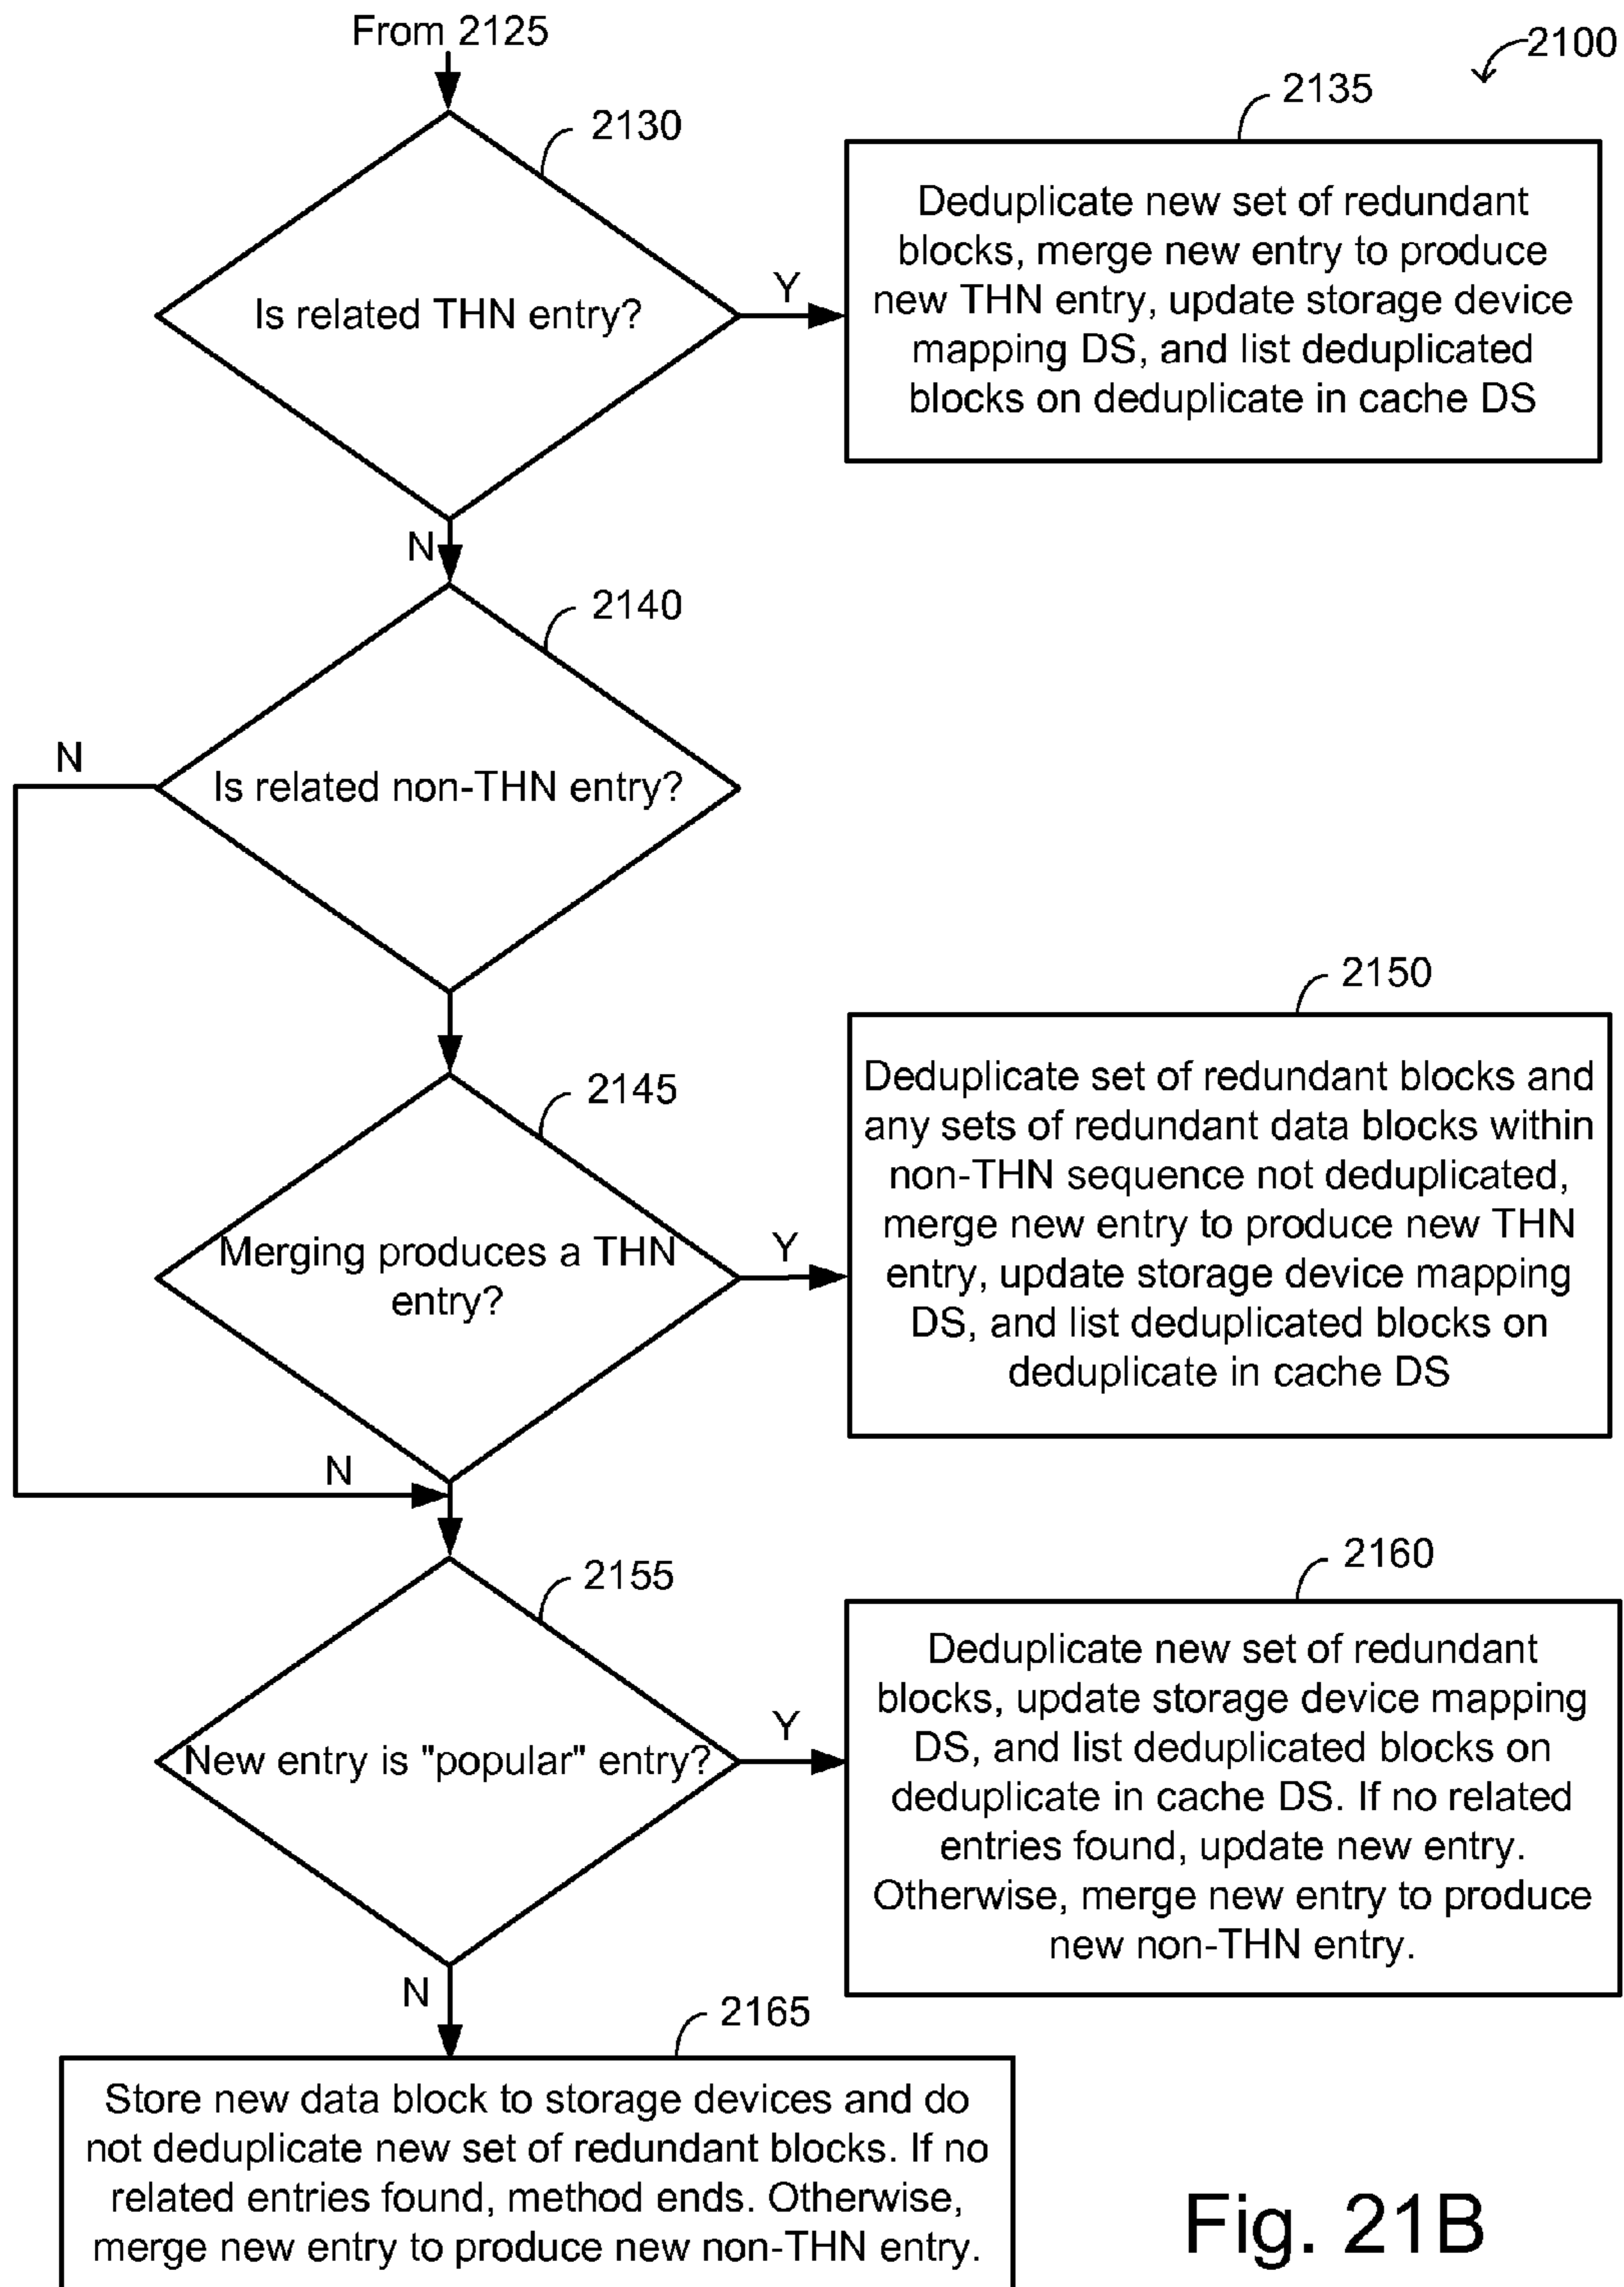 From 2125
2100
2135
2130
Deduplicate new set of redundant
blocks, merge new entry to produce
new THN entry, update storage device
mapping DS, and list deduplicated
blocks on deduplicate in cache DS
Is related THN entry?
Y
N
2140
N
Is related non-THN entry?
2150
2145
Deduplicate set of redundant blocks and
any sets of redundant data blocks within
non-THN sequence not deduplicated,
merge new entry to produce new THN
entry, update storage device mapping
DS, and list deduplicated blocks on
deduplicate in cache DS
Merging produces a THN
entry?
Y
N
2160
2155
Deduplicate new set of redundant
blocks, update storage device mapping
DS, and list deduplicated blocks on
deduplicate in cache DS. If no related
entries found, update new entry.
Otherwise, merge new entry to produce
new non-THN entry.
New entry is "popular" entry?
Y
N
2165
Store new data block to storage devices and do
not deduplicate new set of redundant blocks. If no
related entries found, method ends. Otherwise,
merge new entry to produce new non-THN entry.
Fig. 21B